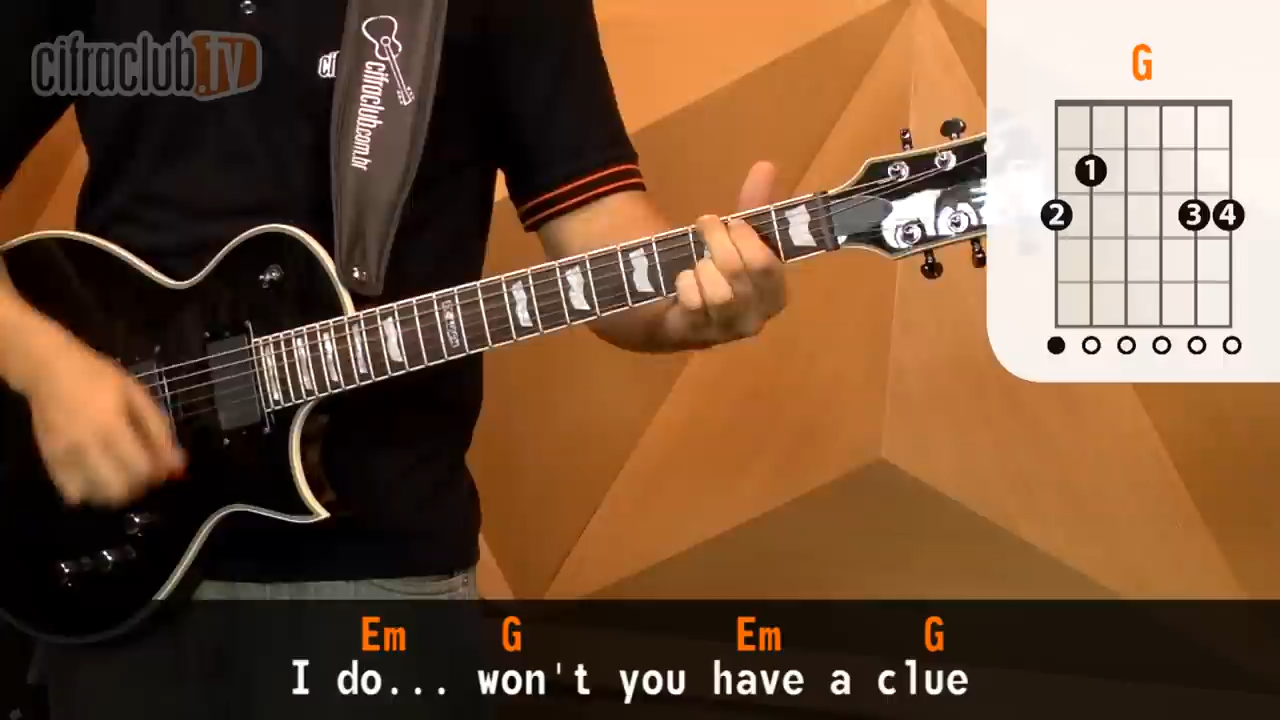 cifraclub.TV
cifraclub.com.br
G
1
2 3 4
Em G Em G
I do... won't you have a clue